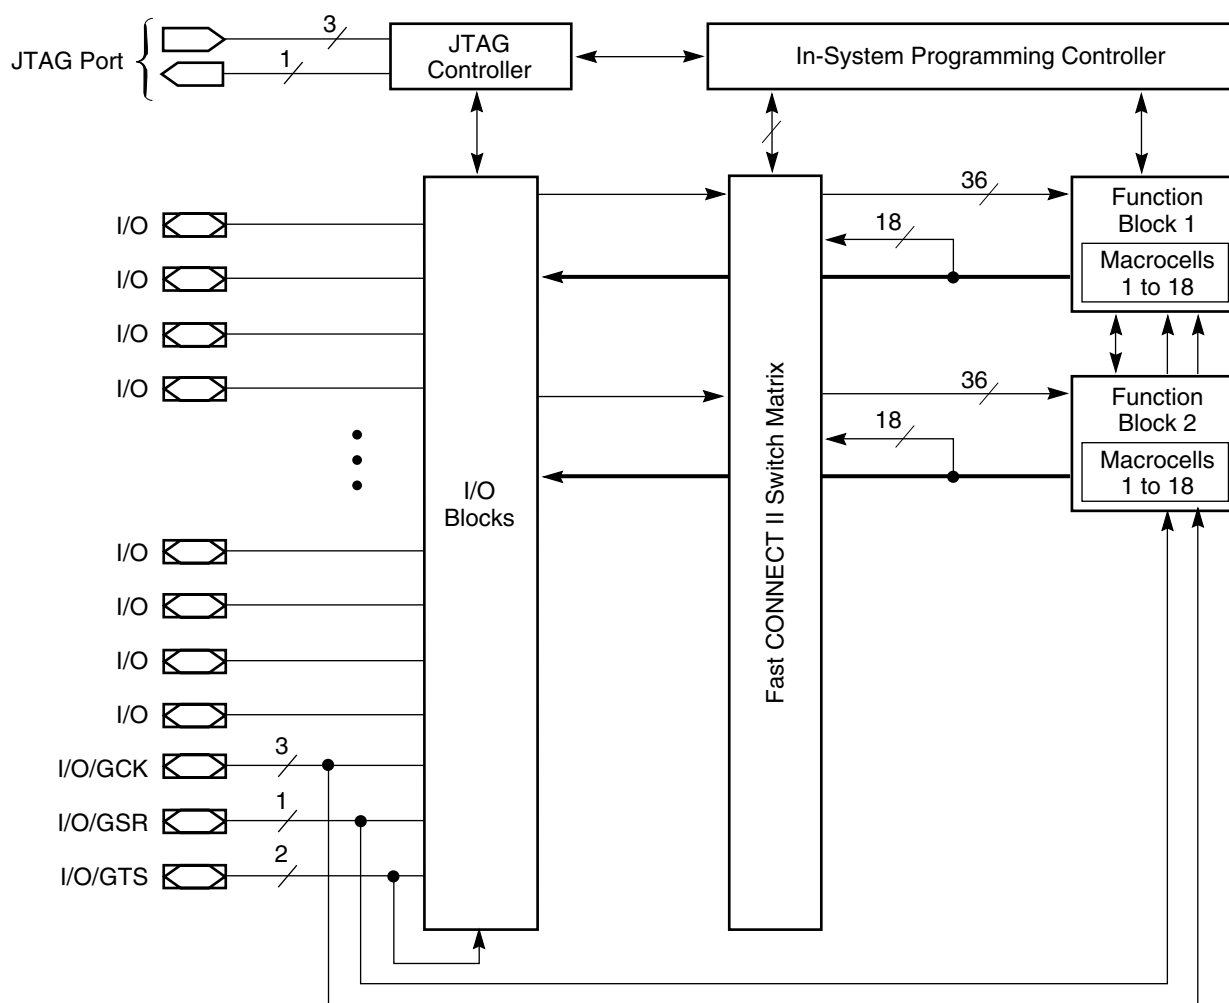 JTAG Port
3
1
JTAG
Controller
In-System Programming Controller
I/O
I/O
I/O
I/O
I/O
I/O
I/O
I/O
I/O/GCK
3
I/O/GSR
1
I/O/GTS
2
I/O
Blocks
Fast CONNECT II Switch Matrix
36
18
Function
Block 1
Macrocells
1 to 18
36
18
Function
Block 2
Macrocells
1 to 18